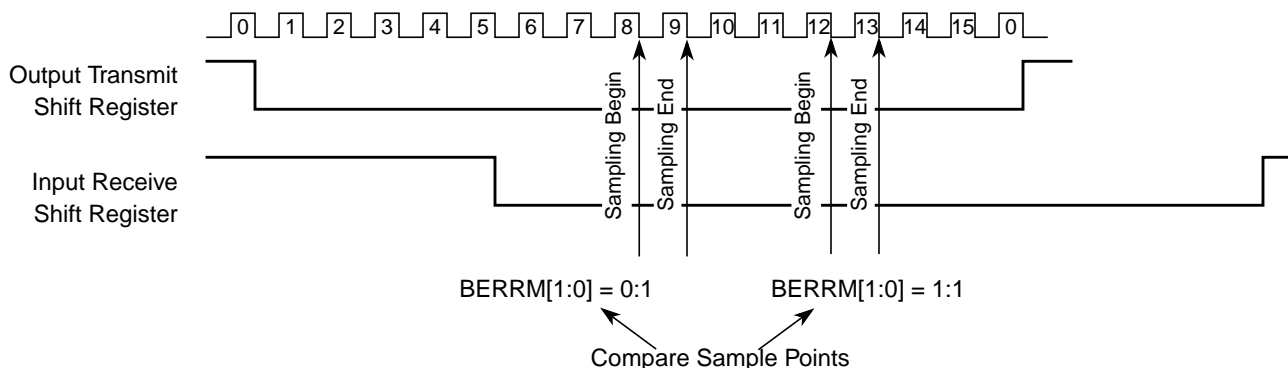 0 1 2 3 4 5 6 7 8 9 10 11 12 13 14 15 0
Output Transmit
Shift Register
Input Receive
Shift Register
Sampling Begin
Sampling End
Sampling Begin
Sampling End
BERRM[1:0] = 0:1
BERRM[1:0] = 1:1
Compare Sample Points